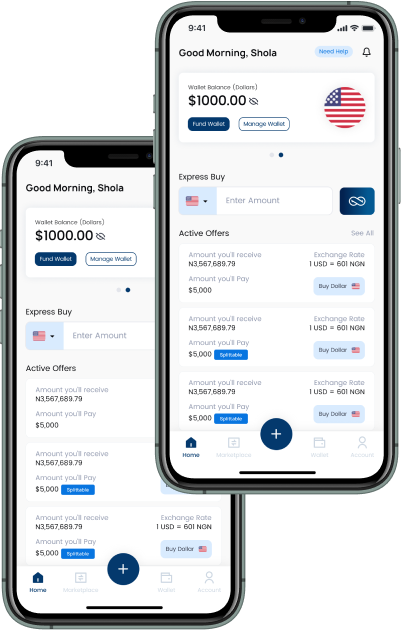 9:41
Good Morning, Shola
Need Help
Wallet Balance (Dollars)
$1000.00
Fund Wallet
Manage Wallet
Express Buy
Enter Amount
Active Offers
See All
Amount you'll receive
Exchange Rate
N3,567,689.79
1 USD = 601 NGN
Amount you'll Pay
$5,000
Buy Dollar
Amount you'll receive
Exchange Rate
N3,567,689.79
1 USD = 601 NGN
Amount you'll Pay
$5,000 Splittable
Buy Dollar
Amount you'll receive
Exchange Rate
N3,567,689.79
1 USD = 601 NGN
Amount you'll Pay
$5,000 Splittable
Buy Dollar
Home
Marketplace
Wallet
Account
9:41
Good Morning, Shola
Wallet Balance (Dollars)
$1000.00
Fund Wallet
Manage Wallet
Express Buy
Enter Amount
Active Offers
Amount you'll receive
N3,567,689.79
Amount you'll Pay
$5,000
Amount you'll receive
N3,567,689.79
Amount you'll Pay
$5,000 Splittable
Amount you'll receive
Exchange Rate
N3,567,689.79
1 USD = 601 NGN
Amount you'll Pay
$5,000 Splittable
Buy Dollar
Home
Marketplace
Wallet
Account